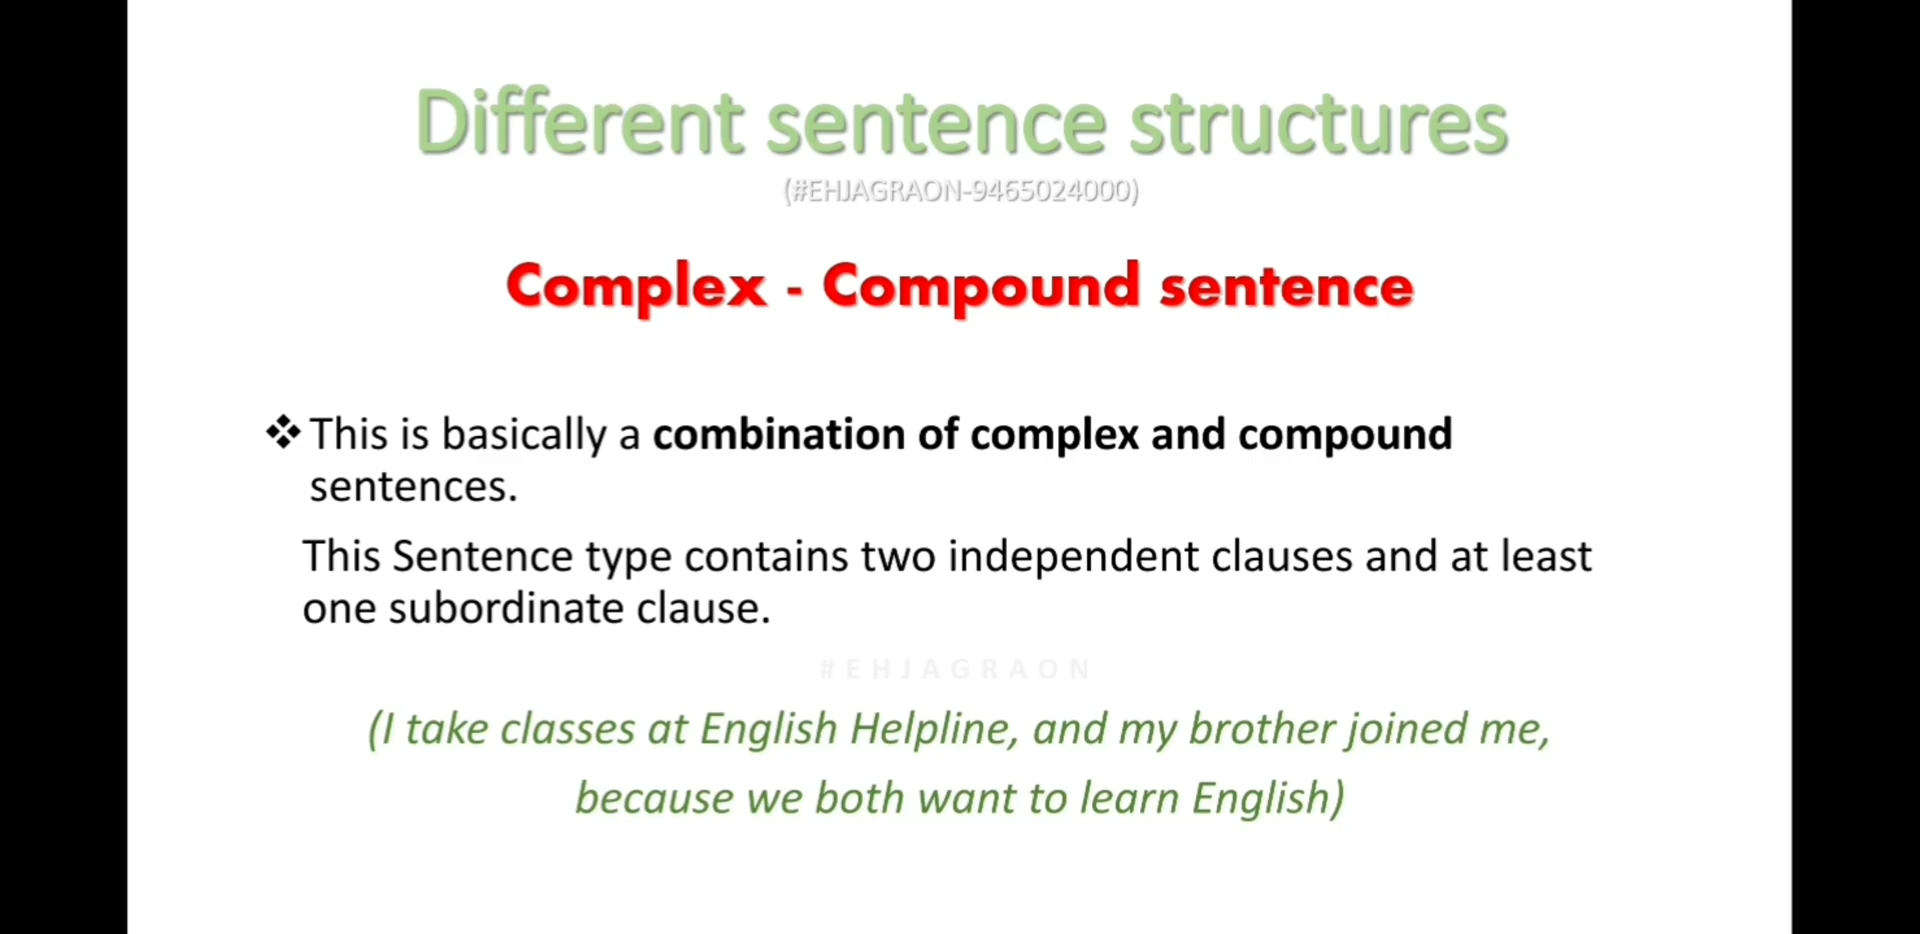 Different sentence structures
(#EHJAGRAON-9465024000)
Complex - Compound sentence
❖ This is basically a combination of complex and compound
sentences.
This Sentence type contains two independent clauses and at least
one subordinate clause.
#EHJAGRAON
(I take classes at English Helpline, and my brother joined me,
because we both want to learn English)